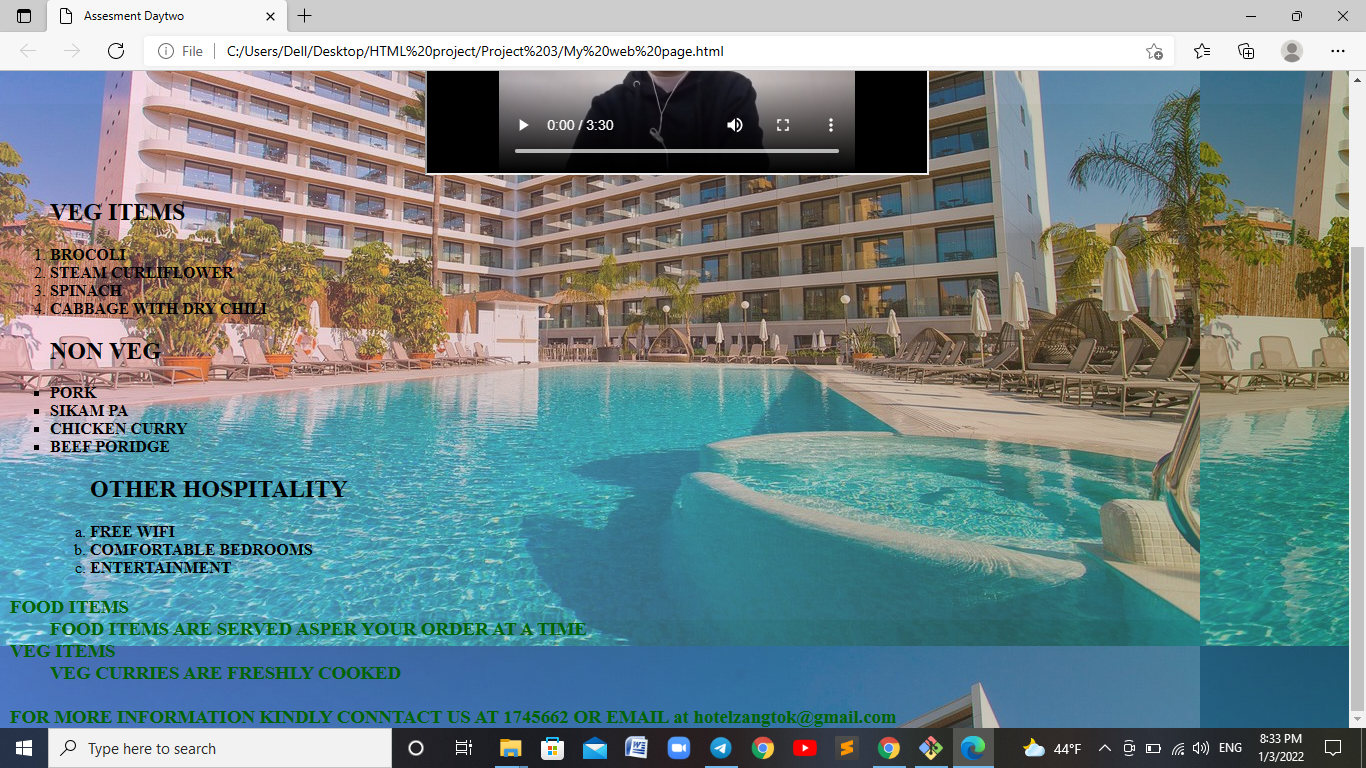 Assesment Daytwo
File
C:/Users/Dell/Desktop/HTML%20project/Project%203/My%20web%20page.html
0:00 / 3:30
VEG ITEMS
1. BROCOLI
2. STEAM CURLIFLOWER
3. SPINACH
4. CABBAGE WITH DRY CHILI
NON VEG
PORK
SIKAM PA
CHICKEN CURRY
BEEF PORIDGE
OTHER HOSPITALITY
a. FREE WIFI
b. COMFORTABLE BEDROOMS
c. ENTERTAINMENT
FOOD ITEMS
FOOD ITEMS ARE SERVED ASPER YOUR ORDER AT A TIME
VEG ITEMS
VEG CURRIES ARE FRESHLY COOKED
FOR MORE INFORMATION KINDLY CONNTACT US AT 1745662 OR EMAIL at hotelzangtok@gmail.com
Type here to search
44°F
ENG
8:33 PM
1/3/2022